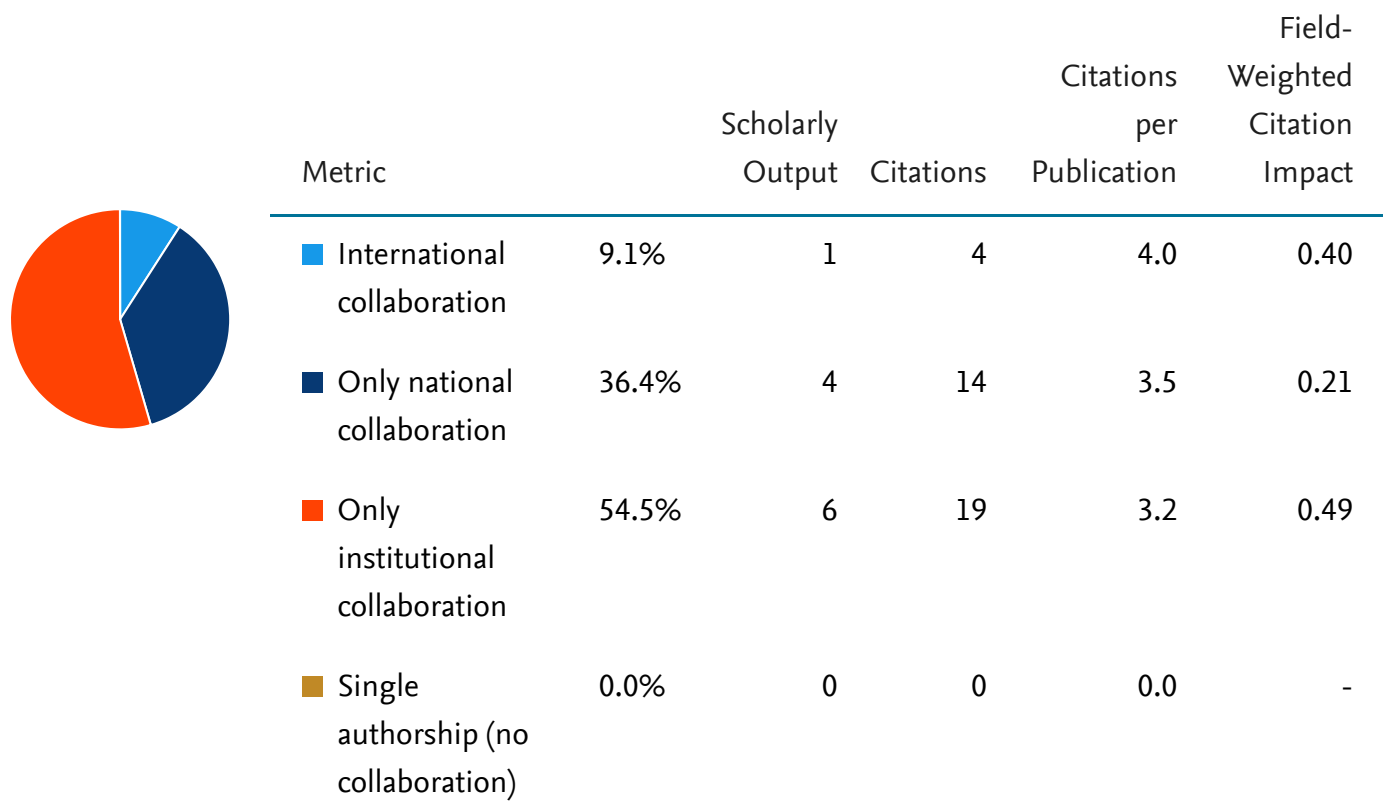 Metric Scholarly Output Citations Citations per Publication Field-Weighted Citation Impact
International collaboration 9.1% 1 4 4.0 0.40
Only national collaboration 36.4% 4 14 3.5 0.21
Only institutional collaboration 54.5% 6 19 3.2 0.49
Single authorship (no collaboration) 0.0% 0 0 0.0 -